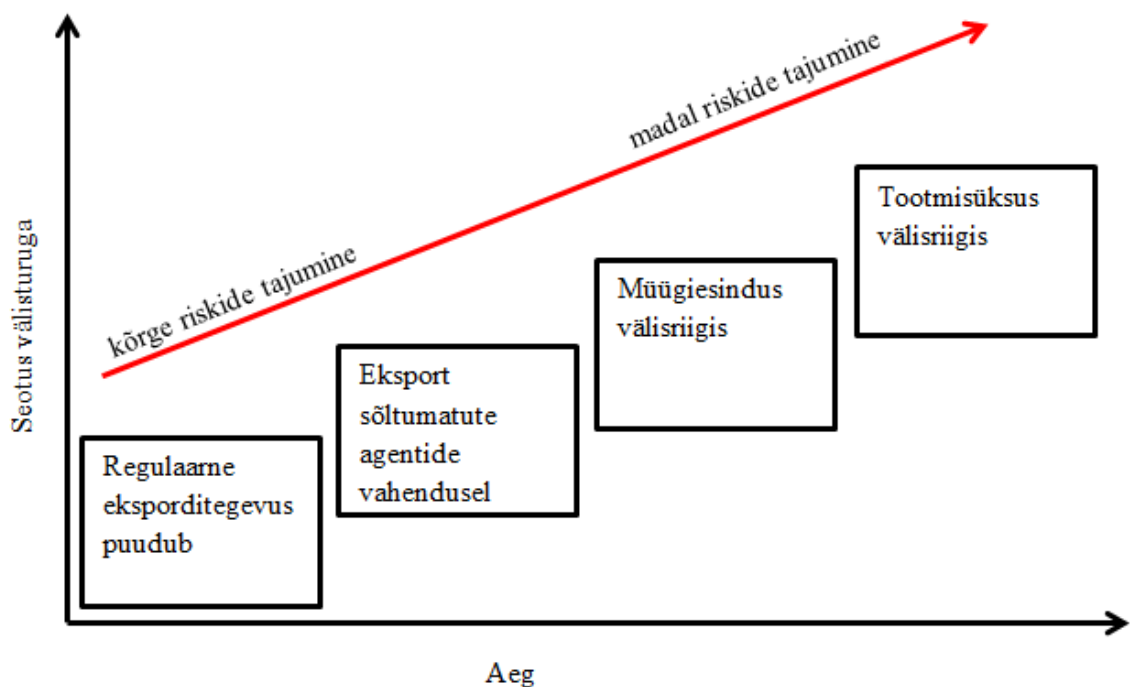 madal riskide tajumine
kõrge riskide tajumine
Seotus välisturuga
Regulaarne
eksporditegevus
puudub
Eksport
sõltumatute
agentide
vahendusel
Müügiesindus
välisriigis
Tootmisüksus
välisriigis
Aeg